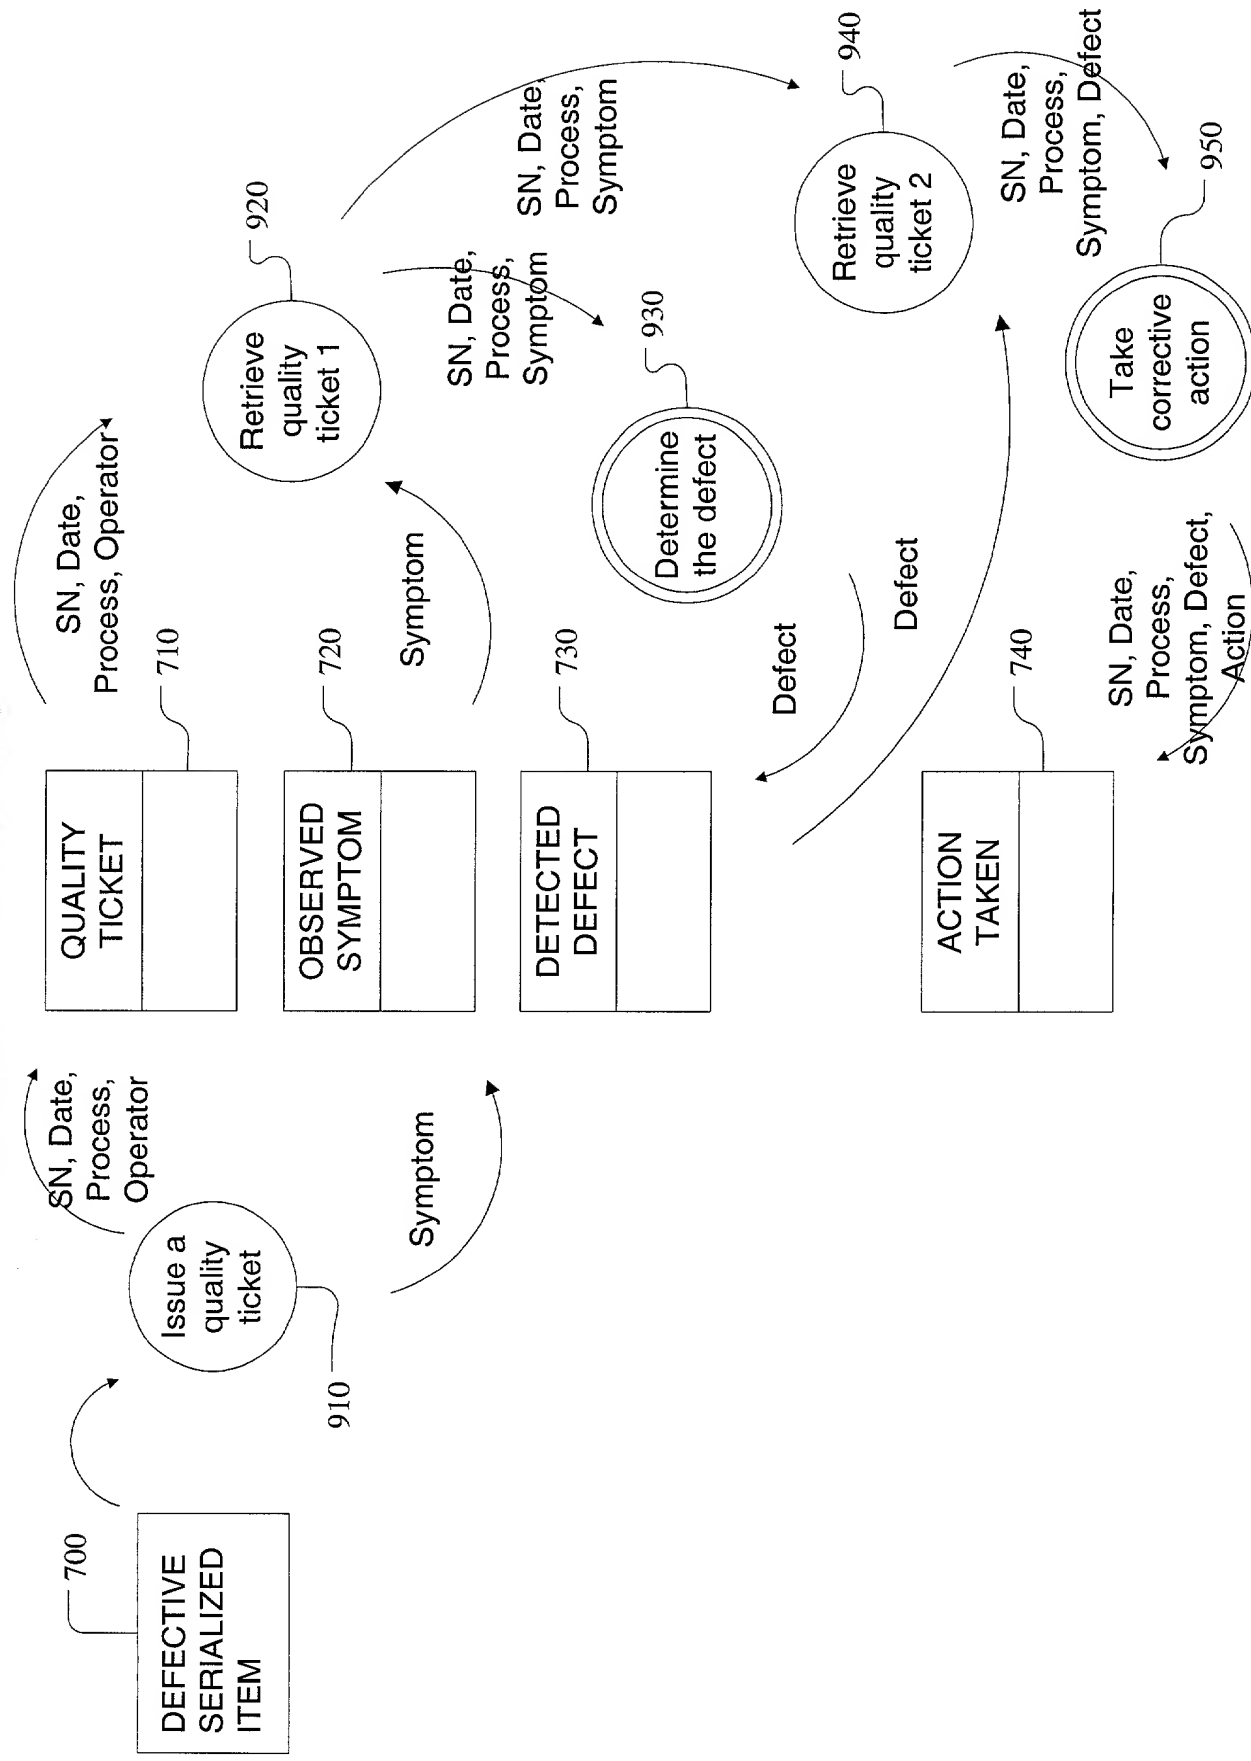 700
DEFECTIVE
SERIALIZED
ITEM
Issue a
quality
ticket
910
SN, Date,
Process,
Operator
Symptom
QUALITY
TICKET
710
OBSERVED
SYMPTOM
720
DETECTED
DEFECT
730
ACTION
TAKEN
740
SN, Date,
Process, Operator
Symptom
Retrieve
quality
ticket 1
920
SN, Date,
Process,
Symptom
SN, Date,
Process,
Symptom
Determine
the defect
930
Defect
Defect
Retrieve
quality
ticket 2
940
SN, Date,
Process,
Symptom, Defect
Take
corrective
action
950
SN, Date,
Process,
Symptom, Defect,
Action